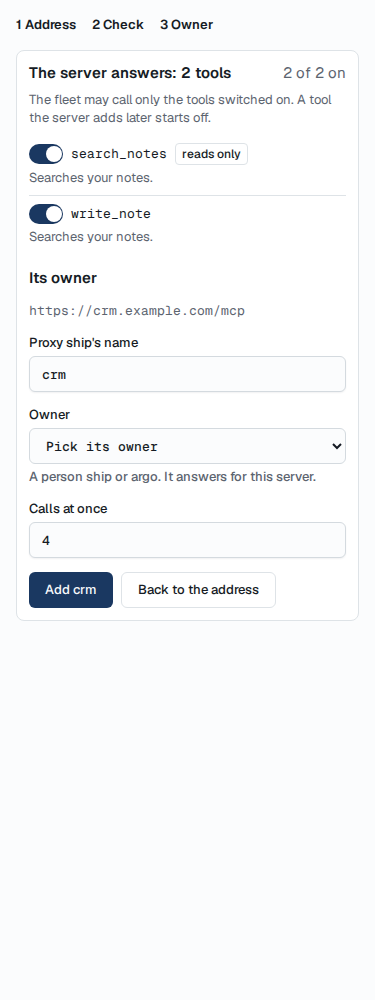 1 Address 2 Check 3 Owner
The server answers: 2 tools 2 of 2 on
The fleet may call only the tools switched on. A tool
the server adds later starts off.
search_notes reads only
Searches your notes.
write_note
Searches your notes.
Its owner
https://crm.example.com/mcp
Proxy ship's name
crm
Owner
Pick its owner
A person ship or argo. It answers for this server.
Calls at once
4
Add crm Back to the address